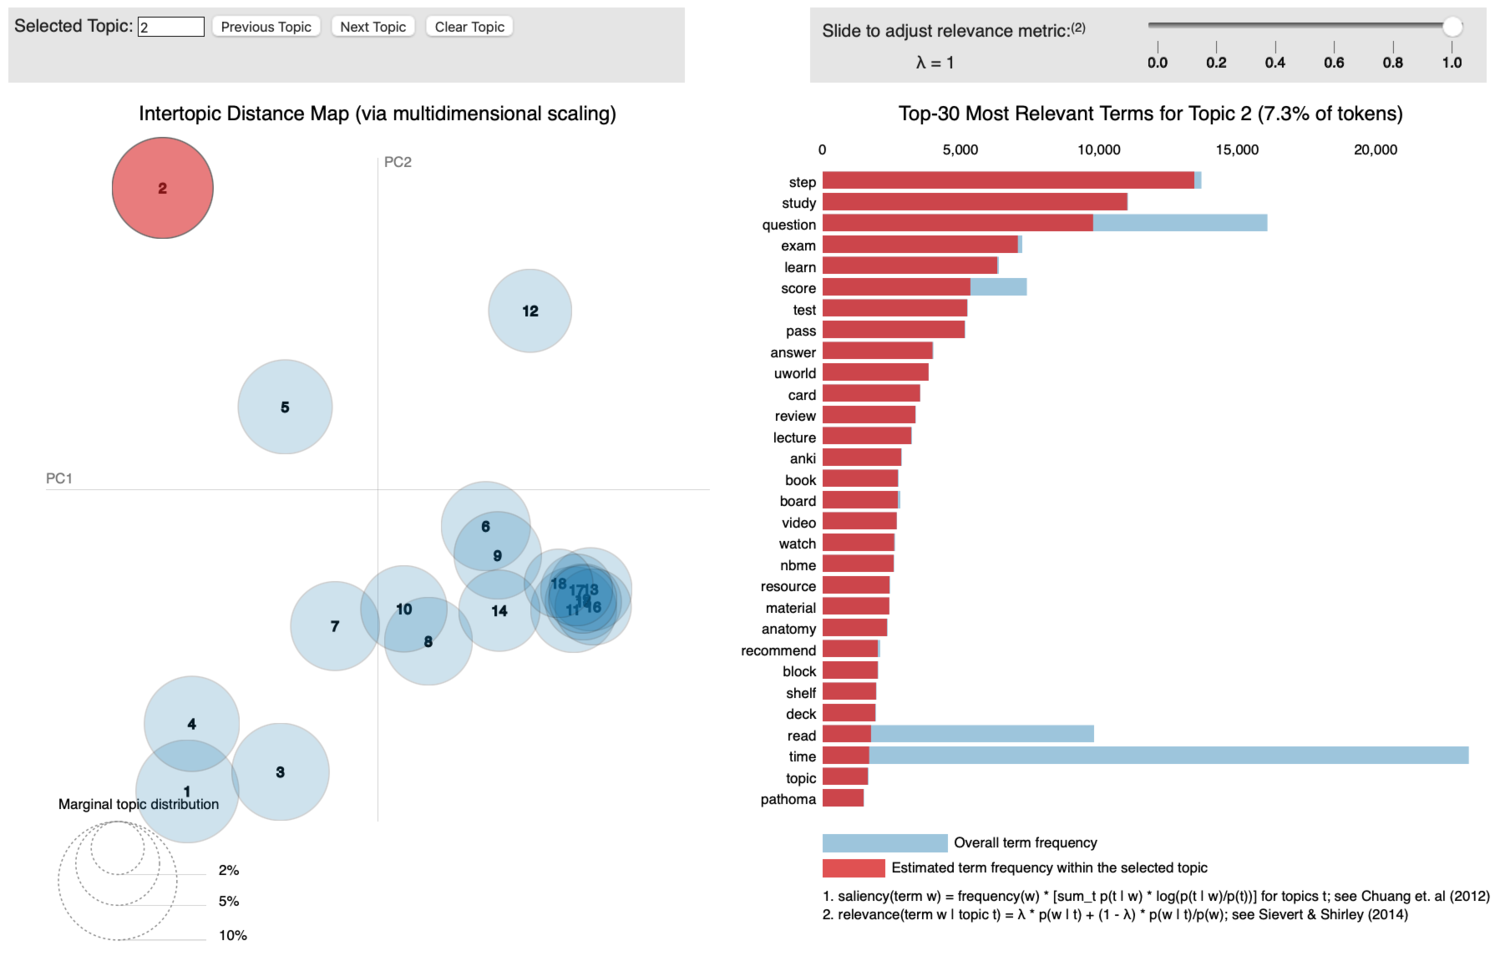 Selected Topic: 2 Previous Topic Next Topic Clear Topic
Slide to adjust relevance metric:(2)
λ = 1
0.0 0.2 0.4 0.6 0.8 1.0
Intertopic Distance Map (via multidimensional scaling)
PC2
PC1
2
12
5
6
9
18
17
13
11
16
14
10
7
8
4
3
1
Marginal topic distribution
2%
5%
10%
Top-30 Most Relevant Terms for Topic 2 (7.3% of tokens)
0 5,000 10,000 15,000 20,000
step
study
question
exam
learn
score
test
pass
answer
uworld
card
review
lecture
anki
book
board
video
watch
nbme
resource
material
anatomy
recommend
block
shelf
deck
read
time
topic
pathoma
Overall term frequency
Estimated term frequency within the selected topic
1. saliency(term w) = frequency(w) * [sum_t p(t | w) * log(p(t | w)/p(t))] for topics t; see Chuang et. al (2012)
2. relevance(term w | topic t) = λ * p(w | t) + (1 - λ) * p(w | t)/p(w); see Sievert & Shirley (2014)